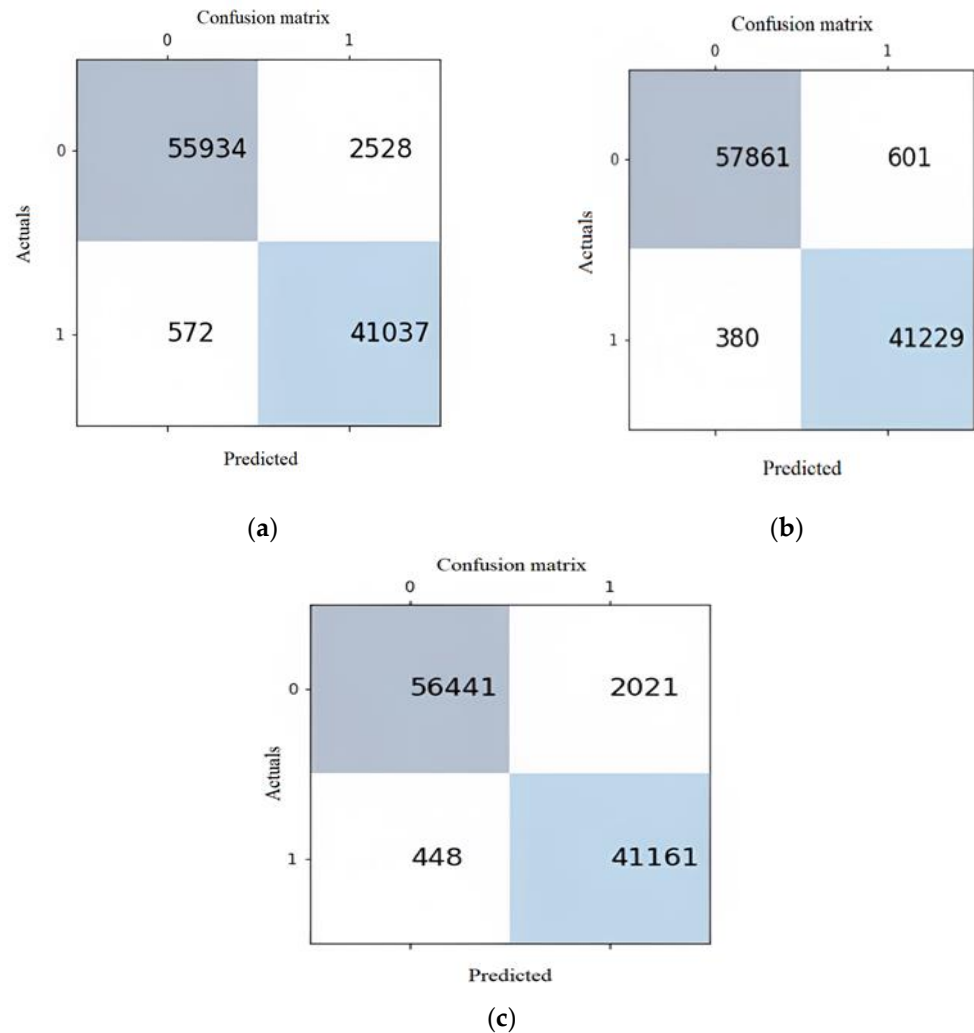 Confusion matrix
0 1
0 55934 2528
Actuals
1 572 41037
Predicted
(a)
Confusion matrix
0 1
0 57861 601
Actuals
1 380 41229
Predicted
(b)
Confusion matrix
0 1
0 56441 2021
Actuals
1 448 41161
Predicted
(c)